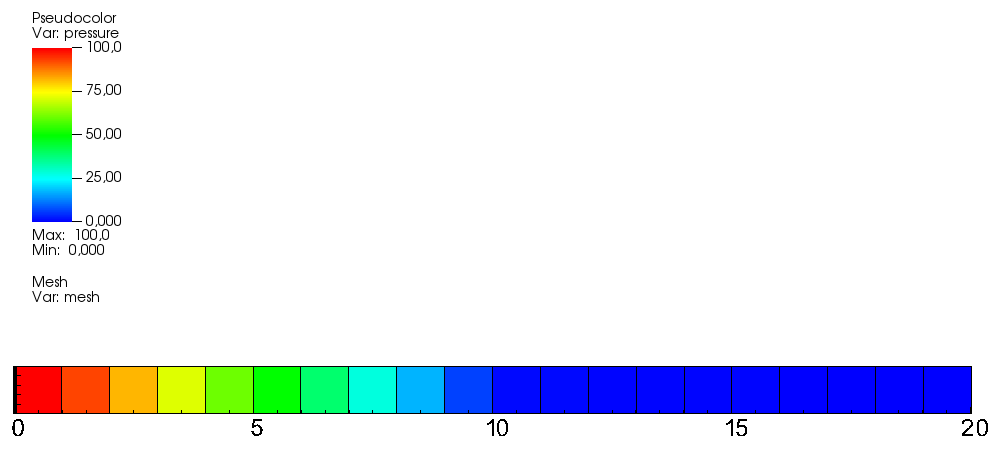 Pseudocolor
Var: pressure
100,0
75,00
50,00
25,00
0,000
Max: 100,0
Min: 0,000
Mesh
Var: mesh
0 5 10 15 20